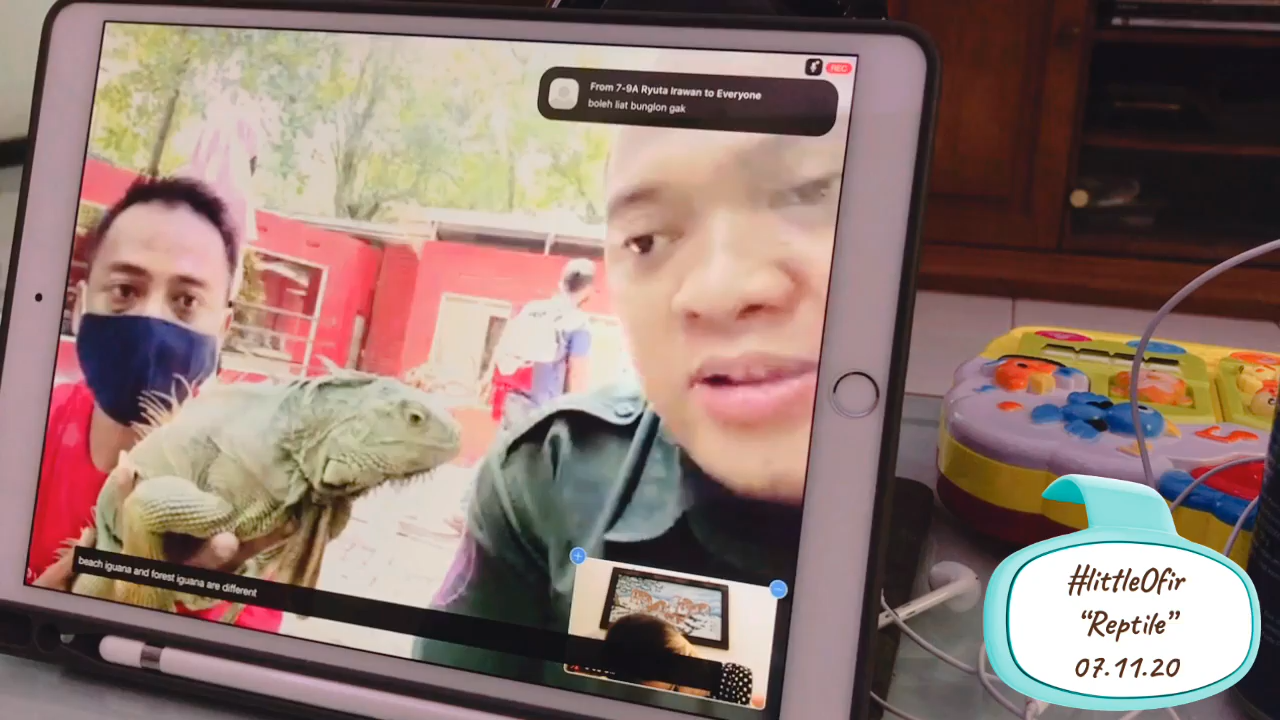 REC
From 7-9A Ryuta Irawan to Everyone
boleh liat bunglon gak
beach iguana and forest iguana are different
#littleOfir
“Reptile”
07.11.20